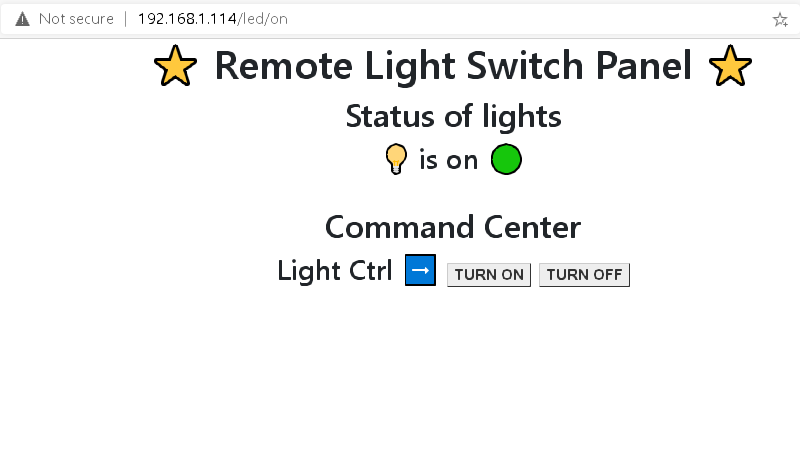 Not secure | 192.168.1.114/led/on
Remote Light Switch Panel
Status of lights
is on
Command Center
Light Ctrl TURN ON TURN OFF